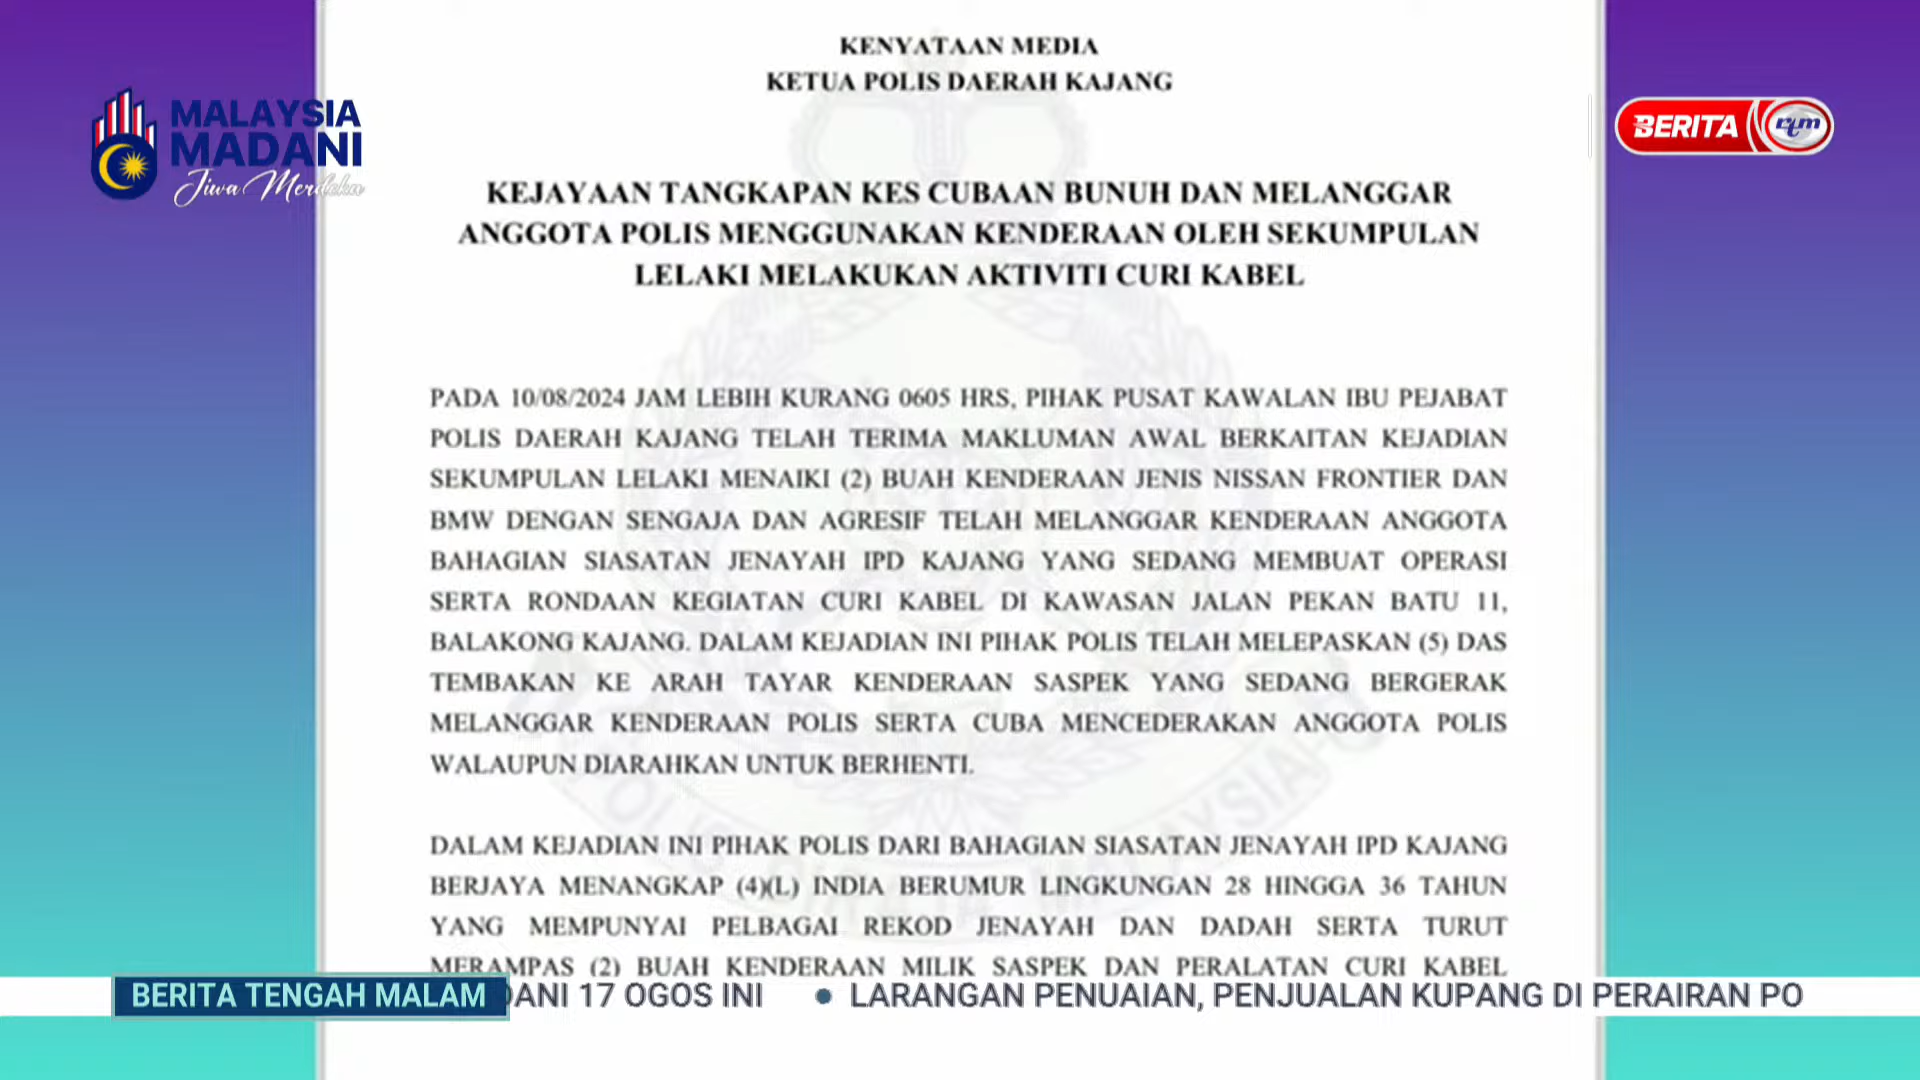 KENYATAAN MEDIA
KETUA POLIS DAERAH KAJANG
MALAYSIA
MADANI
Jiwa Merdeka
BERITA rtm
KEJAYAAN TANGKAPAN KES CUBAAN BUNUH DAN MELANGGAR
ANGGOTA POLIS MENGGUNAKAN KENDERAAN OLEH SEKUMPULAN
LELAKI MELAKUKAN AKTIVITI CURI KABEL
PADA 10/08/2024 JAM LEBIH KURANG 0605 HRS, PIHAK PUSAT KAWALAN IBU PEJABAT
POLIS DAERAH KAJANG TELAH TERIMA MAKLUMAN AWAL BERKAITAN KEJADIAN
SEKUMPULAN LELAKI MENAIKI (2) BUAH KENDERAAN JENIS NISSAN FRONTIER DAN
BMW DENGAN SENGAJA DAN AGRESIF TELAH MELANGGAR KENDERAAN ANGGOTA
BAHAGIAN SIASATAN JENAYAH IPD KAJANG YANG SEDANG MEMBUAT OPERASI
SERTA RONDAAN KEGIATAN CURI KABEL DI KAWASAN JALAN PEKAN BATU 11,
BALAKONG KAJANG. DALAM KEJADIAN INI PIHAK POLIS TELAH MELEPASKAN (5) DAS
TEMBAKAN KE ARAH TAYAR KENDERAAN SASPEK YANG SEDANG BERGERAK
MELANGGAR KENDERAAN POLIS SERTA CUBA MENCEDERAKAN ANGGOTA POLIS
WALAUPUN DIARAHKAN UNTUK BERHENTI.
DALAM KEJADIAN INI PIHAK POLIS DARI BAHAGIAN SIASATAN JENAYAH IPD KAJANG
BERJAYA MENANGKAP (4)(L) INDIA BERUMUR LINGKUNGAN 28 HINGGA 36 TAHUN
YANG MEMPUNYAI PELBAGAI REKOD JENAYAH DAN DADAH SERTA TURUT
MERAMPAS (2) BUAH KENDERAAN MILIK SASPEK DAN PERALATAN CURI KABEL
BERITA TENGAH MALAM DANI 17 OGOS INI • LARANGAN PENUAIAN, PENJUALAN KUPANG DI PERAIRAN PO